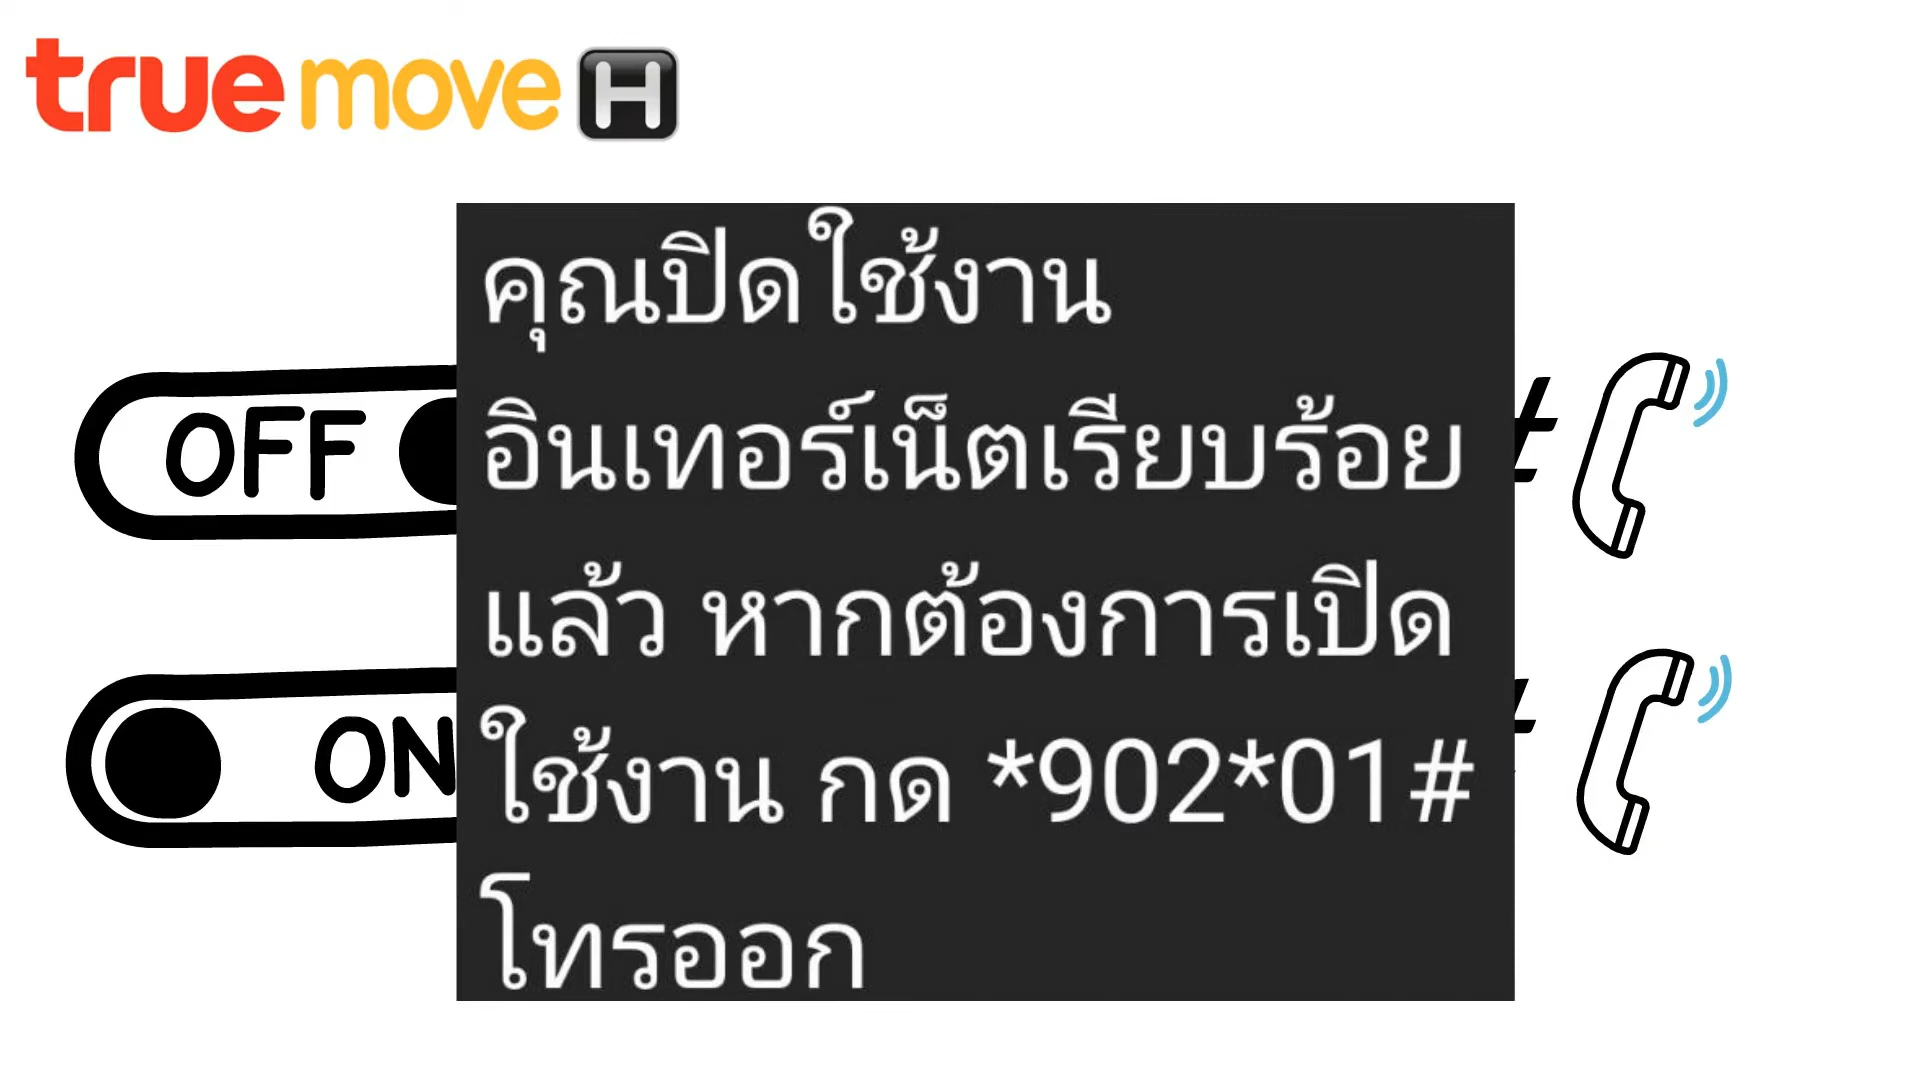 truemove H
คุณปิดใช้งาน
อินเทอร์เน็ตเรียบร้อย
แล้ว หากต้องการเปิด
ใช้งาน กด *902*01#
โทรออก
OFF #
ON